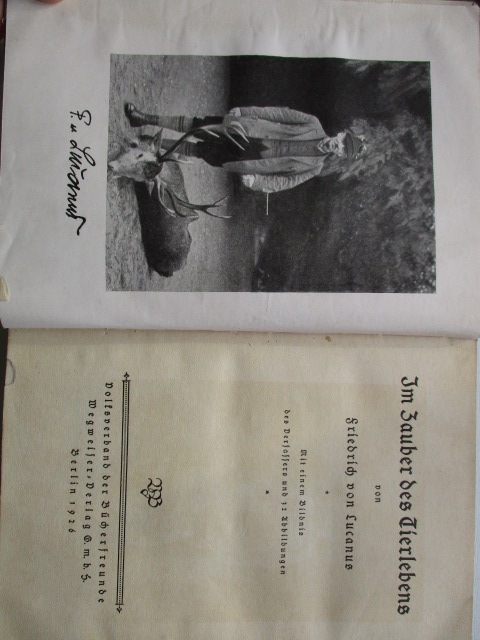 F. v. Lucanus
Im Zauber des Tierlebens
von
Friedrich von Lucanus
*
Mit einem Bildnis
des Verfassers und 32 Abbildungen
*
VdB
Volksverband der Bücherfreunde
Wegweiser-Verlag G.m.b.H.
Berlin 1926